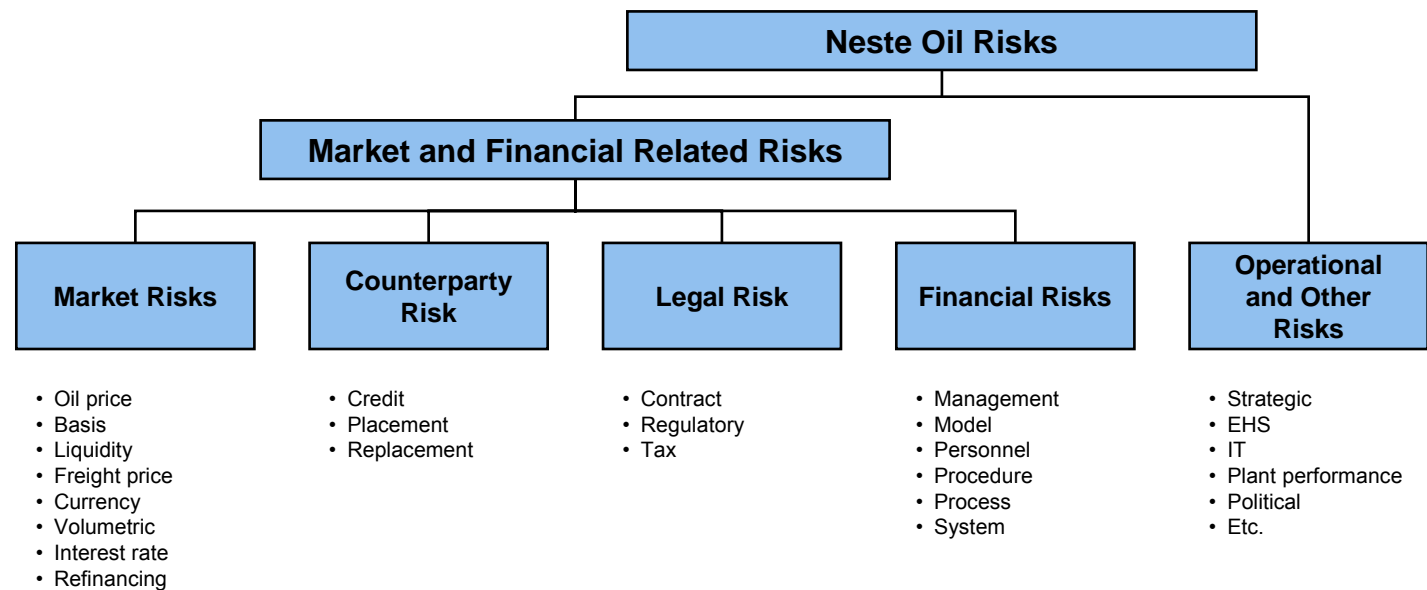 Neste Oil Risks
Market and Financial Related Risks
Market Risks
Counterparty
Risk
Legal Risk
Financial Risks
Operational
and Other
Risks
• Oil price
• Basis
• Liquidity
• Freight price
• Currency
• Volumetric
• Interest rate
• Refinancing
• Credit
• Placement
• Replacement
• Contract
• Regulatory
• Tax
• Management
• Model
• Personnel
• Procedure
• Process
• System
• Strategic
• EHS
• IT
• Plant performance
• Political
• Etc.